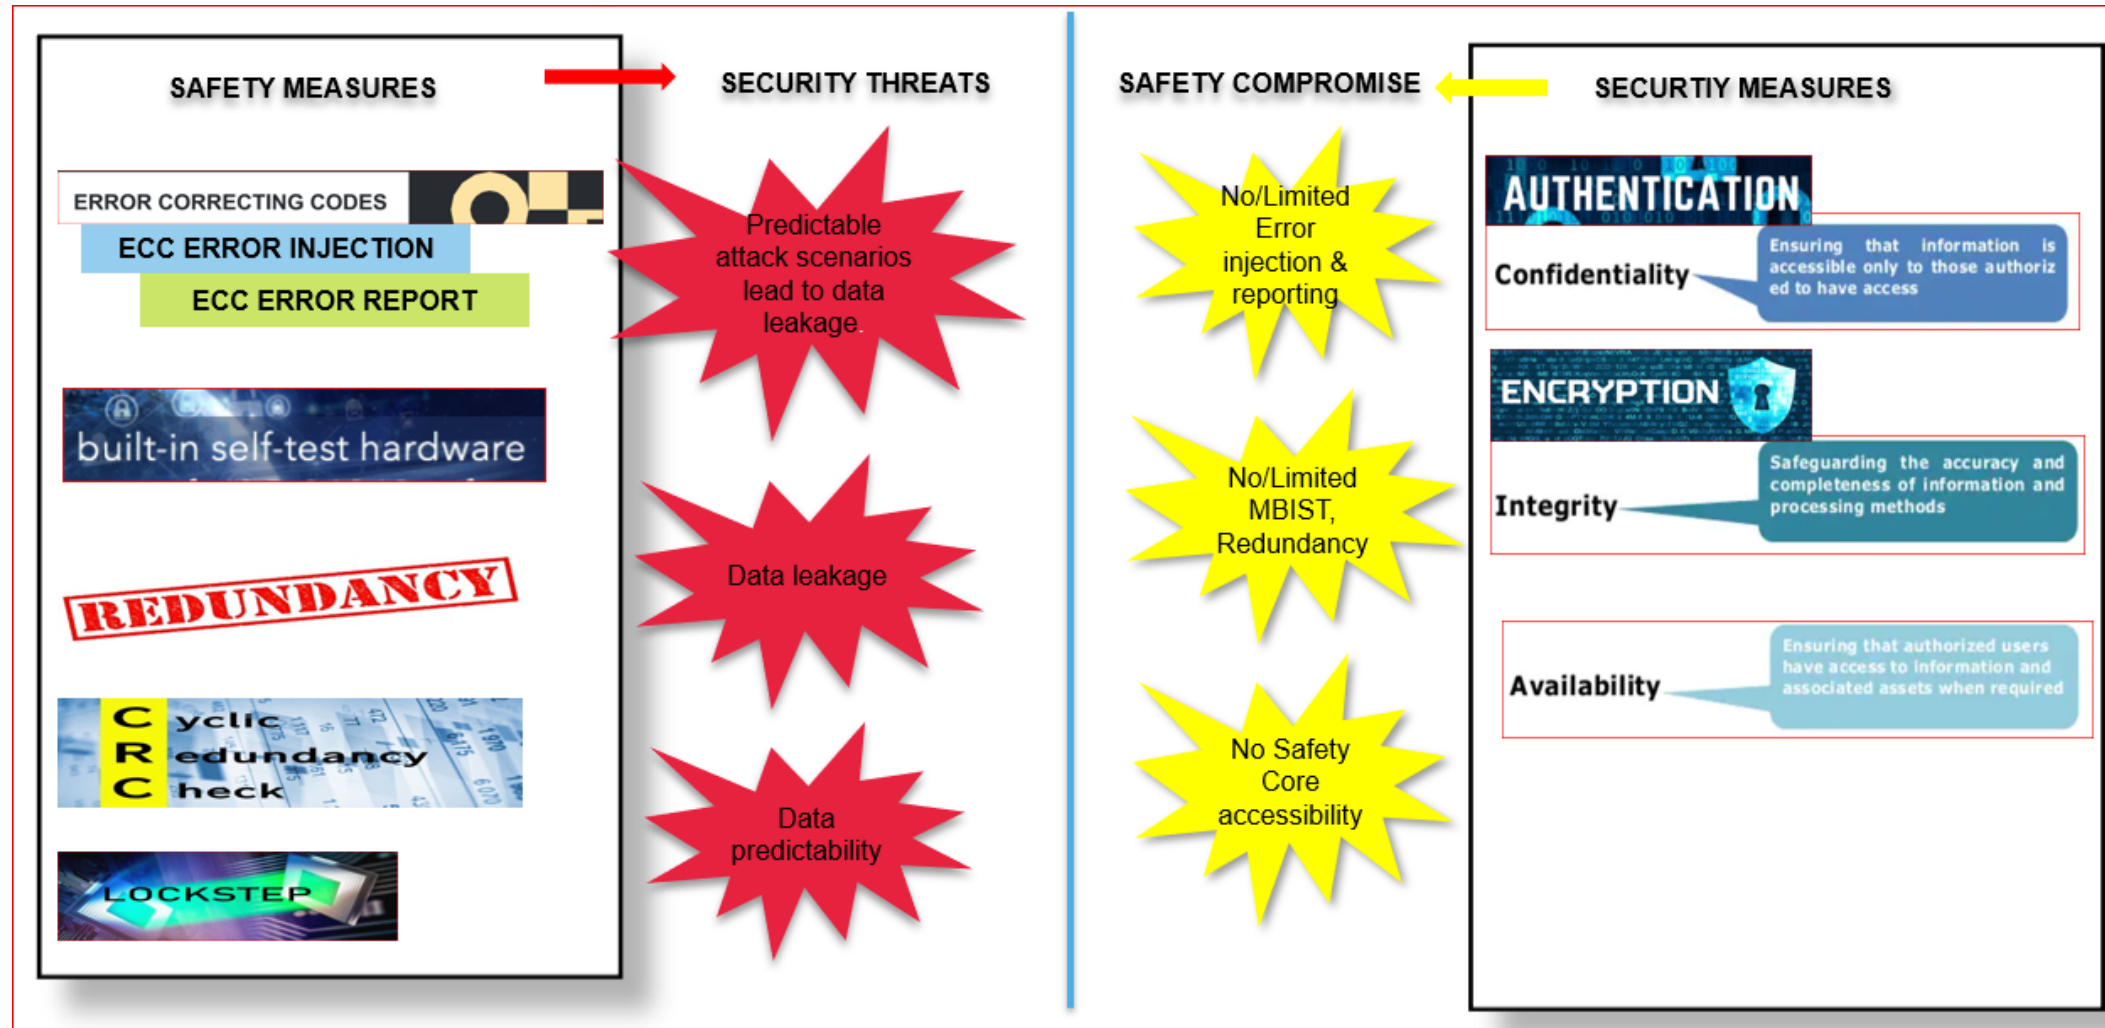 SAFETY MEASURES
ERROR CORRECTING CODES
ECC ERROR INJECTION
ECC ERROR REPORT
built-in self-test hardware
REDUNDANCY
Cyclic
Redundancy
Check
LOCKSTEP
SECURITY THREATS
Predictable
attack scenarios
lead to data
leakage.
Data leakage
Data
predictability
SAFETY COMPROMISE
No/Limited
Error
injection &
reporting
No/Limited
MBIST,
Redundancy
No Safety
Core
accessibility
SECURTIY MEASURES
AUTHENTICATION
Confidentiality
Ensuring that information is
accessible only to those authoriz
ed to have access
ENCRYPTION
Integrity
Safeguarding the accuracy and
completeness of information and
processing methods
Availability
Ensuring that authorized users
have access to information and
associated assets when required